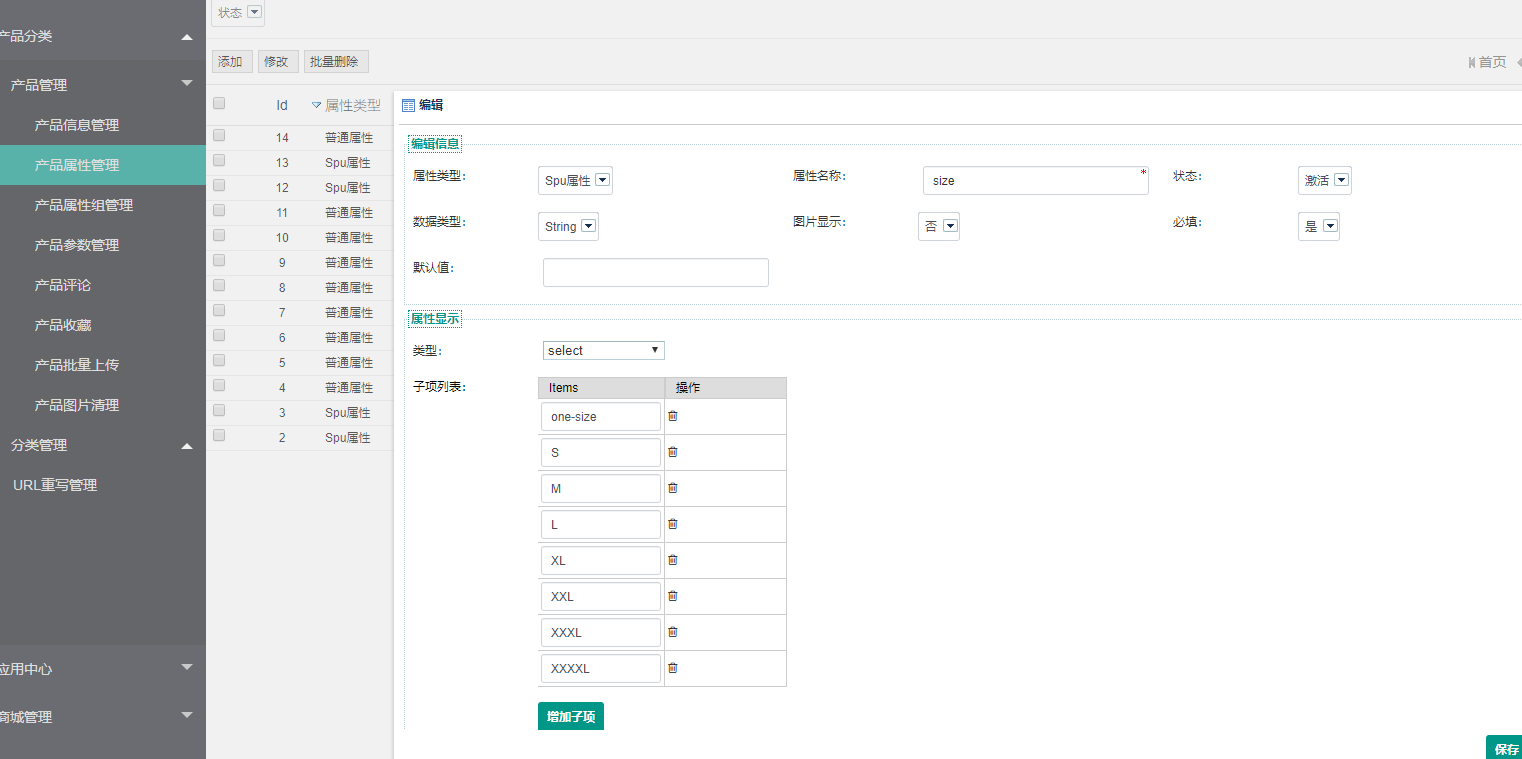 状态
产品分类
产品管理
产品信息管理
产品属性管理
产品属性组管理
产品参数管理
产品评论
产品收藏
产品批量上传
产品图片清理
分类管理
URL重写管理
应用中心
商城管理
添加 修改 批量删除
首页
Id 属性类型
14 普通属性
13 Spu属性
12 Spu属性
11 普通属性
10 普通属性
9 普通属性
8 普通属性
7 普通属性
6 普通属性
5 普通属性
4 普通属性
3 Spu属性
2 Spu属性
编辑
编辑信息
属性类型: Spu属性 属性名称: size * 状态: 激活
数据类型: String 图片显示: 否 必填: 是
默认值:
属性显示
类型: select
子项列表: Items 操作
one-size
S
M
L
XL
XXL
XXXL
XXXXL
增加子项
保存